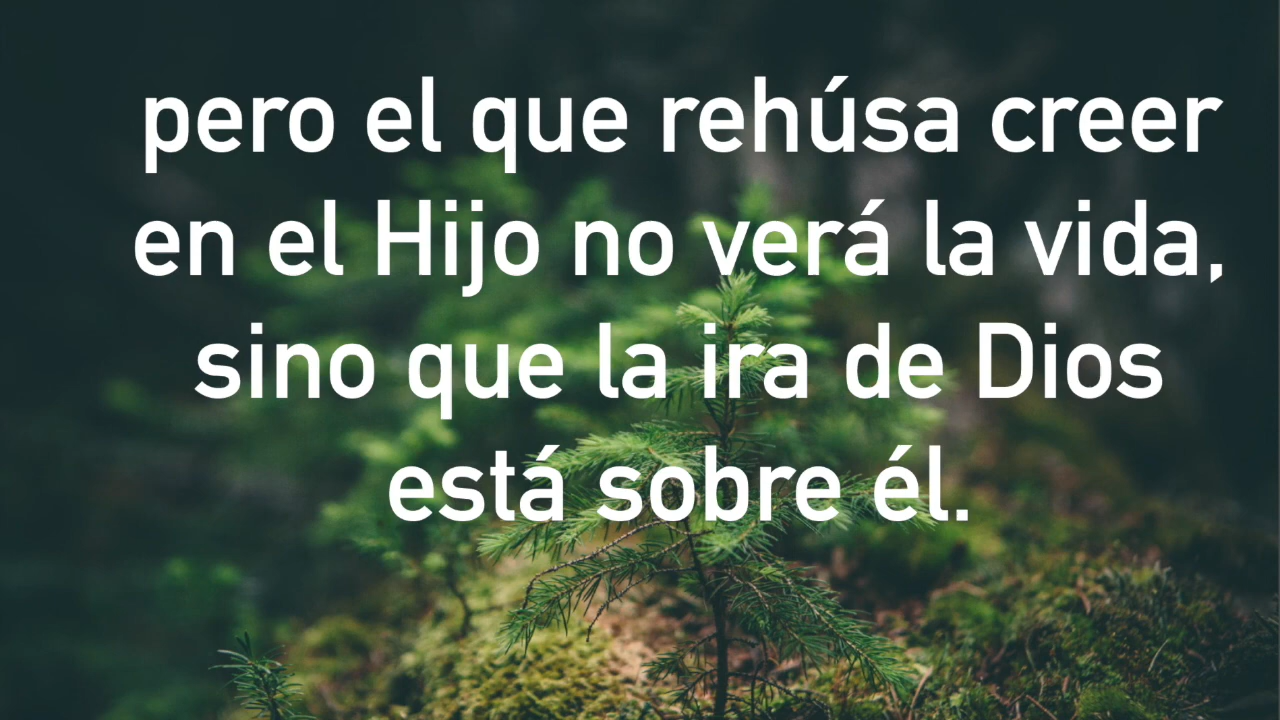 pero el que rehúsa creer
en el Hijo no verá la vida,
sino que la ira de Dios
está sobre él.